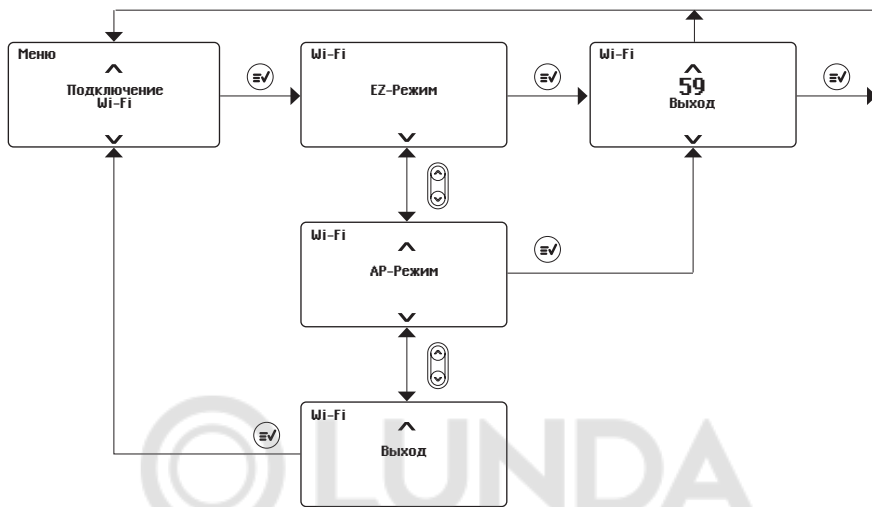 Меню
Подключение
Wi-Fi
Wi-Fi
EZ-Режим
Wi-Fi
59
Выход
Wi-Fi
AP-Режим
Wi-Fi
Выход
LUNDA